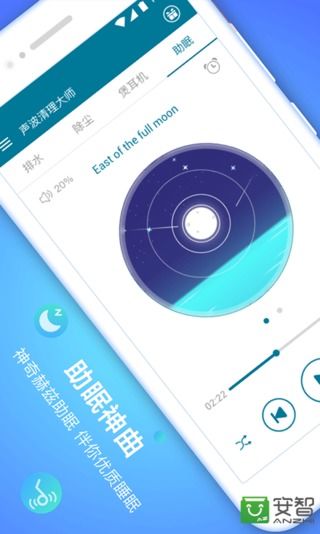 声波清理大师
排水 除尘 煲耳机 助眠
20%
East of the full moon
02:22
助眠神曲
神奇赫兹助眠 伴你优质睡眠
安智
ANZHI